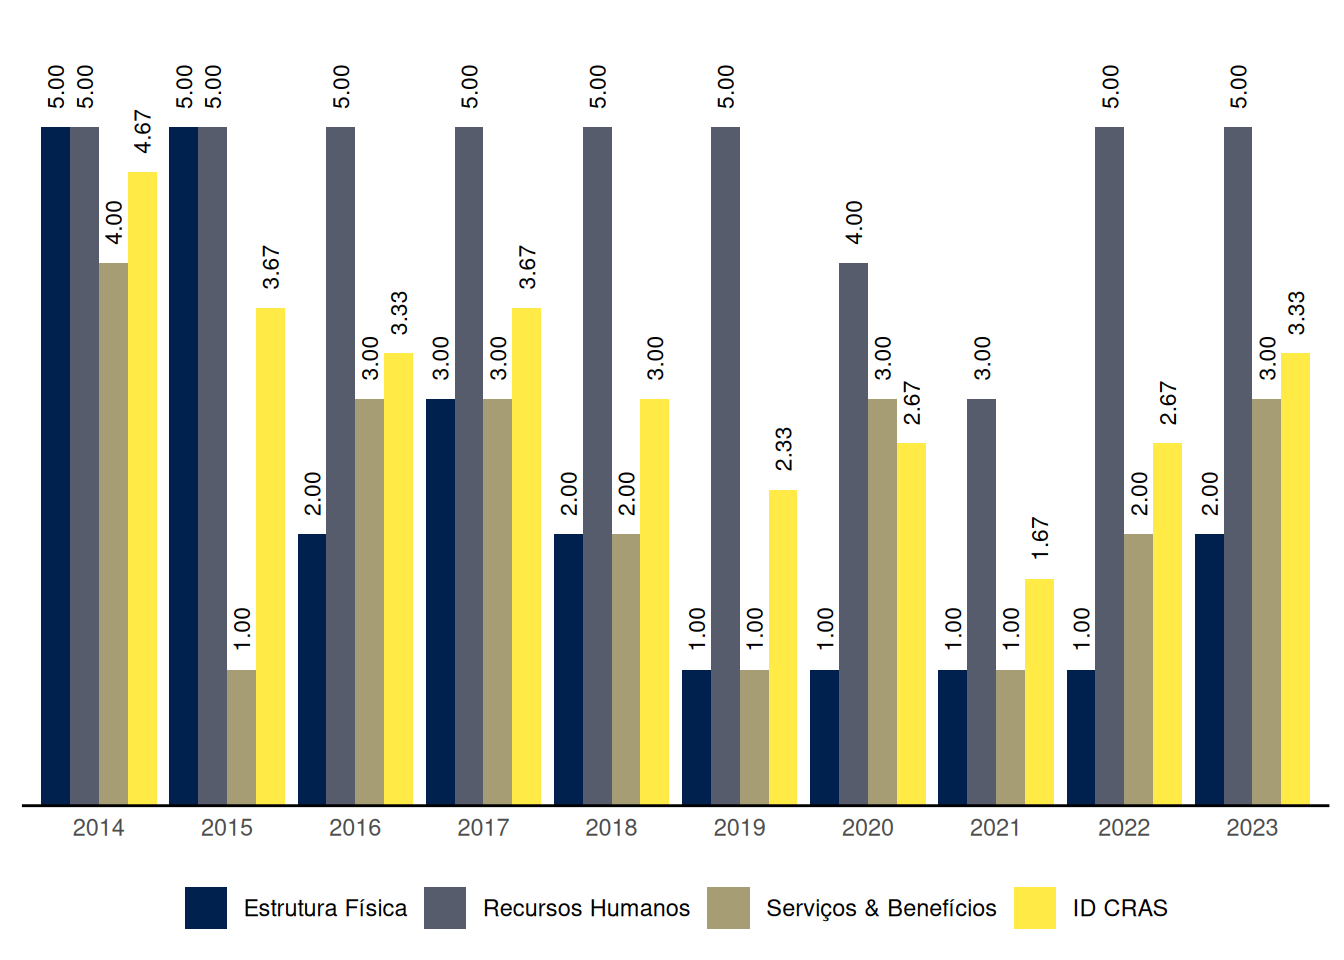 5.00 5.00 4.00 4.67
5.00 5.00 1.00 3.67
2.00 5.00 3.00 3.33
3.00 5.00 3.00 3.67
2.00 5.00 2.00 3.00
1.00 5.00 1.00 2.33
1.00 4.00 3.00 2.67
1.00 3.00 1.00 1.67
1.00 5.00 2.00 2.67
2.00 5.00 3.00 3.33
2014 2015 2016 2017 2018 2019 2020 2021 2022 2023
Estrutura Física Recursos Humanos Serviços & Benefícios ID CRAS